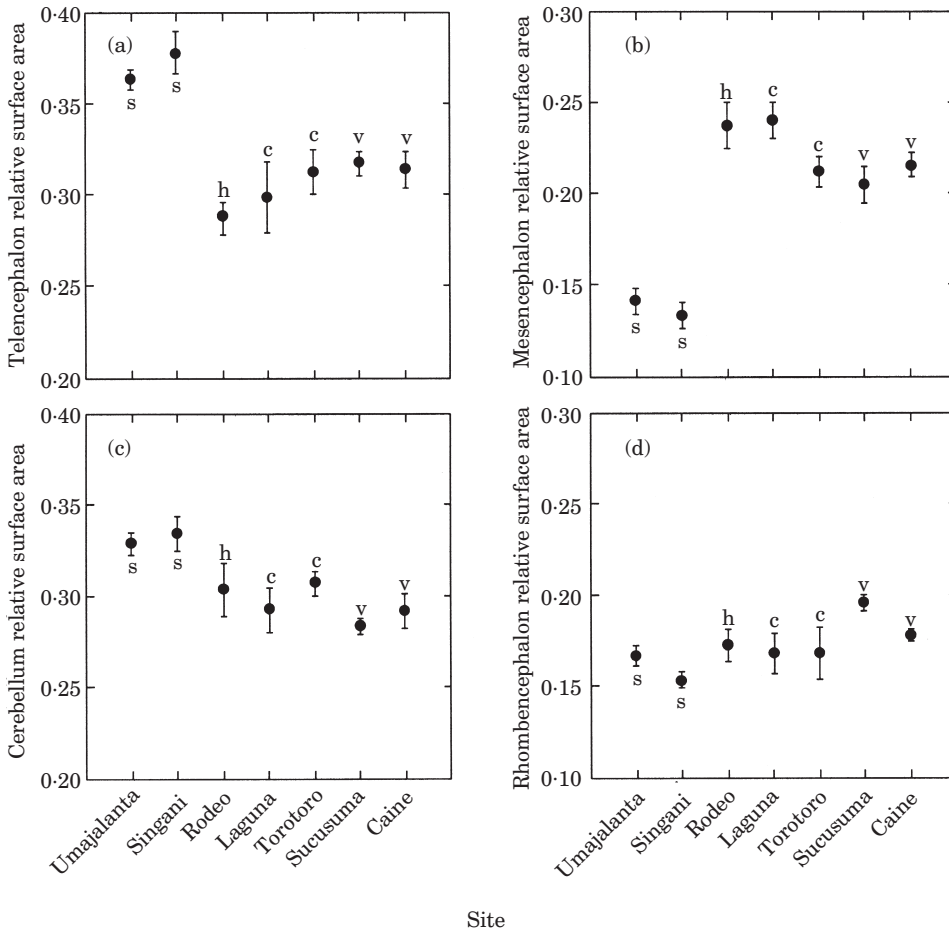 0·40
(a)
0·35
0·30
0·25
0·20
s
s
h
c
c
v
v
Telencephalon relative surface area
0·30
(b)
0·25
0·20
0·15
0·10
s
s
h
c
c
v
v
Mesencephalon relative surface area
0·40
(c)
0·35
0·30
0·25
0·20
s
s
h
c
c
v
v
Cerebellum relative surface area
Umajalanta
Singani
Rodeo
Laguna
Torotoro
Sucusuma
Caine
0·30
(d)
0·25
0·20
0·15
0·10
s
s
h
c
c
v
v
Rhombencephalon relative surface area
Umajalanta
Singani
Rodeo
Laguna
Torotoro
Sucusuma
Caine
Site